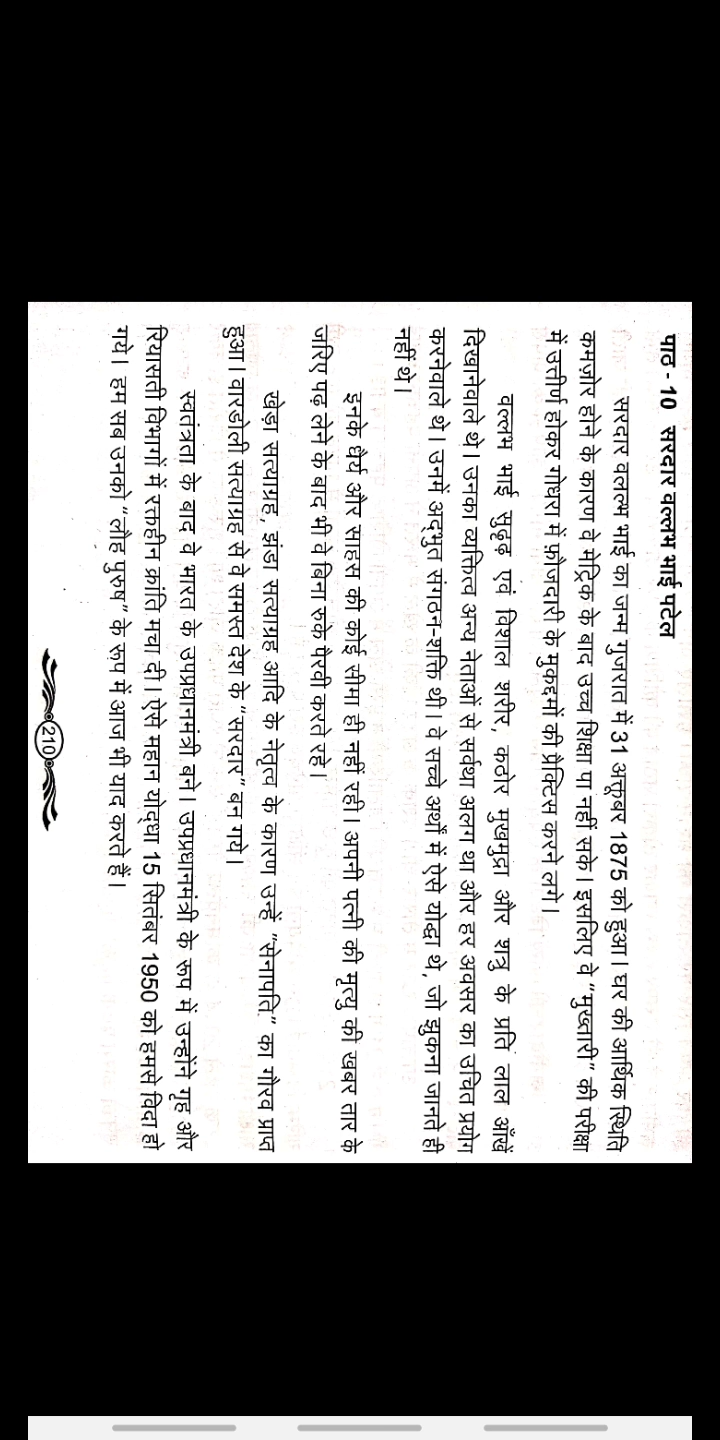 पाठ - 10 सरदार वल्लभ भाई पटेल
सरदार वल्लभ भाई का जन्म गुजरात में 31 अक्तूबर 1875 को हुआ। घर की आर्थिक स्थिति
कमज़ोर होने के कारण वे मेट्रिक के बाद उच्च शिक्षा पा नहीं सके। इसलिए वे “मुख्तारी” की परीक्षा
में उत्तीर्ण होकर गोधरा में फ़ौजदारी के मुकद्दमों की प्रैक्टिस करने लगे।
वल्लभ भाई सुदृढ़ एवं विशाल शरीर, कठोर मुखमुद्रा और शत्रु के प्रति लाल आँखें
दिखानेवाले थे। उनका व्यक्तित्व अन्य नेताओं से सर्वथा अलग था और हर अवसर का उचित प्रयोग
करनेवाले थे। उनमें अद्भुत संगठन-शक्ति थी। वे सच्चे अर्थों में ऐसे योद्धा थे, जो झुकना जानते ही
नहीं थे।
इनके धैर्य और साहस की कोई सीमा ही नहीं रही। अपनी पत्नी की मृत्यु की खबर तार के
जरिए पढ़ लेने के बाद भी वे बिना रुके पैरवी करते रहे।
खेड़ा सत्याग्रह, झंडा सत्याग्रह आदि के नेतृत्व के कारण उन्हें “सेनापति” का गौरव प्राप्त
हुआ। वारडोली सत्याग्रह से वे समस्त देश के “सरदार” बन गये।
स्वतंत्रता के बाद वे भारत के उपप्रधानमंत्री बने। उपप्रधानमंत्री के रूप में उन्होंने गृह और
रियासती विभागों में रक्तहीन क्रांति मचा दी। ऐसे महान योद्धा 15 सितंबर 1950 को हमसे विदा हो
गये। हम सब उनको “लौह पुरुष” के रूप में आज भी याद करते हैं।
210